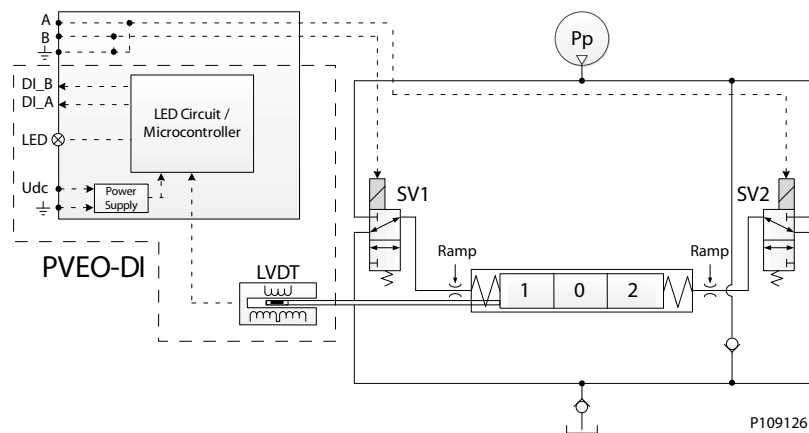 A
B
Pp
DI_B
DI_A
LED Circuit /
Microcontroller
LED
Udc
Power
Supply
SV1
SV2
PVEO-DI
LVDT
Ramp
Ramp
1 0 2
P109126